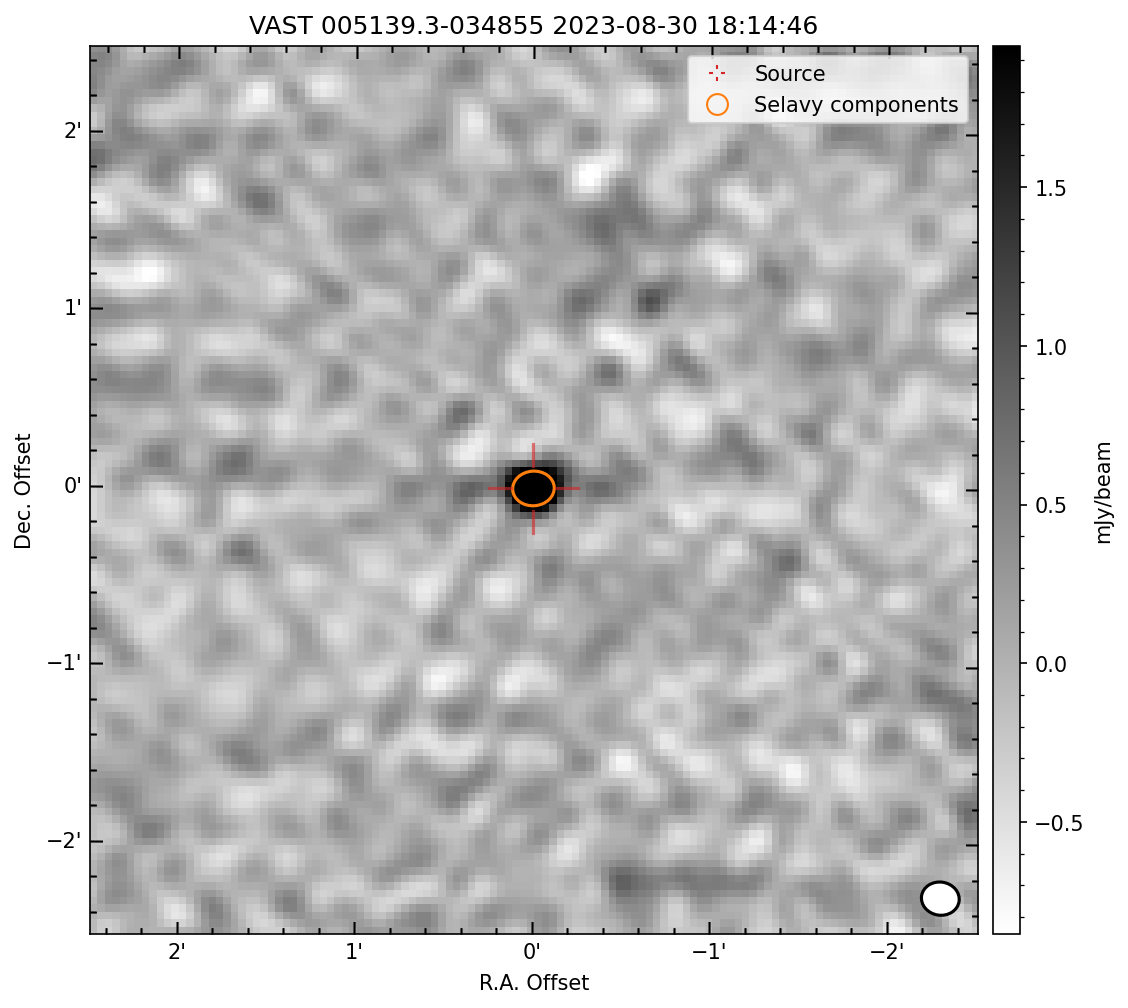 VAST 005139.3-034855 2023-08-30 18:14:46
Source
Selavy components
2'
1'
0'
−1'
−2'
Dec. Offset
2'
1'
0'
−1'
−2'
R.A. Offset
1.5
1.0
0.5
0.0
−0.5
mJy/beam